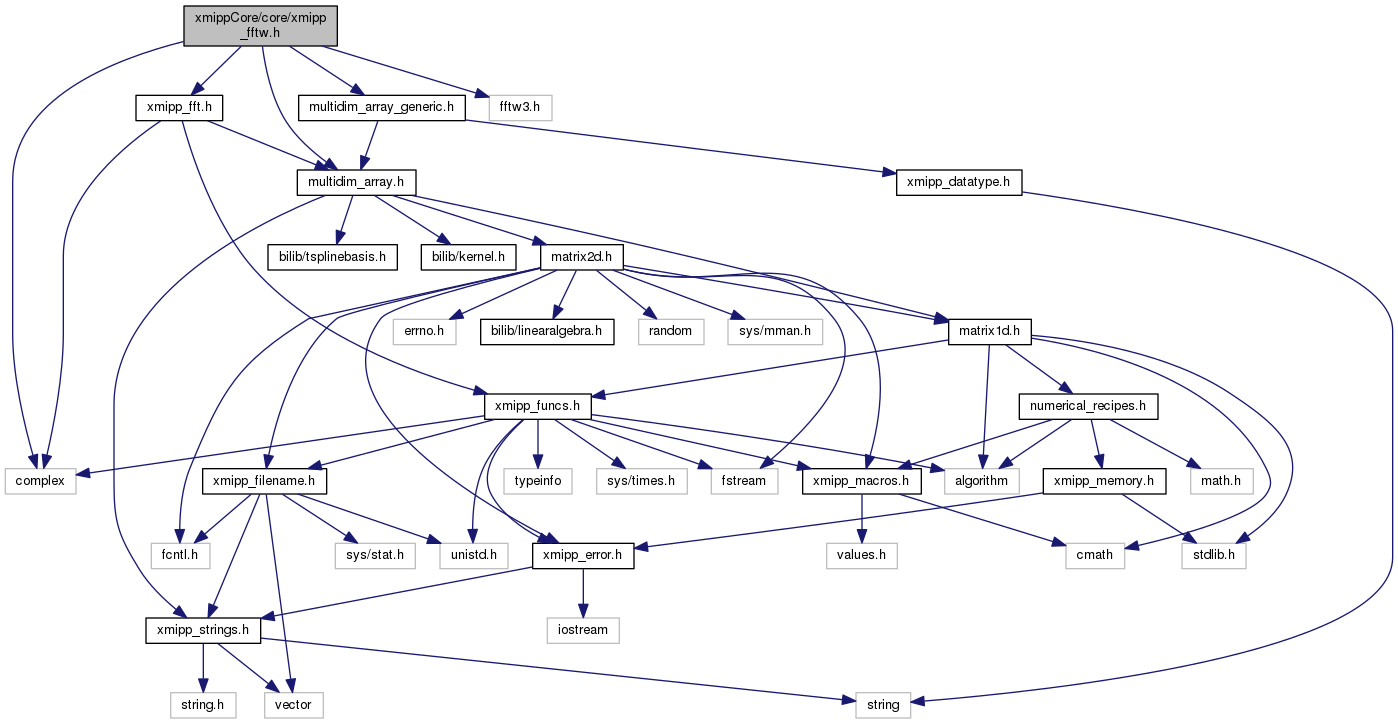 xmippCore/core/xmipp
_fftw.h
xmipp_fft.h
multidim_array_generic.h
fftw3.h
multidim_array.h
xmipp_datatype.h
bilib/tsplinebasis.h
bilib/kernel.h
matrix2d.h
errno.h
bilib/linearalgebra.h
random
sys/mman.h
matrix1d.h
xmipp_funcs.h
numerical_recipes.h
complex
xmipp_filename.h
typeinfo
sys/times.h
fstream
xmipp_macros.h
algorithm
xmipp_memory.h
math.h
fcntl.h
sys/stat.h
unistd.h
xmipp_error.h
values.h
cmath
stdlib.h
xmipp_strings.h
iostream
string.h
vector
string